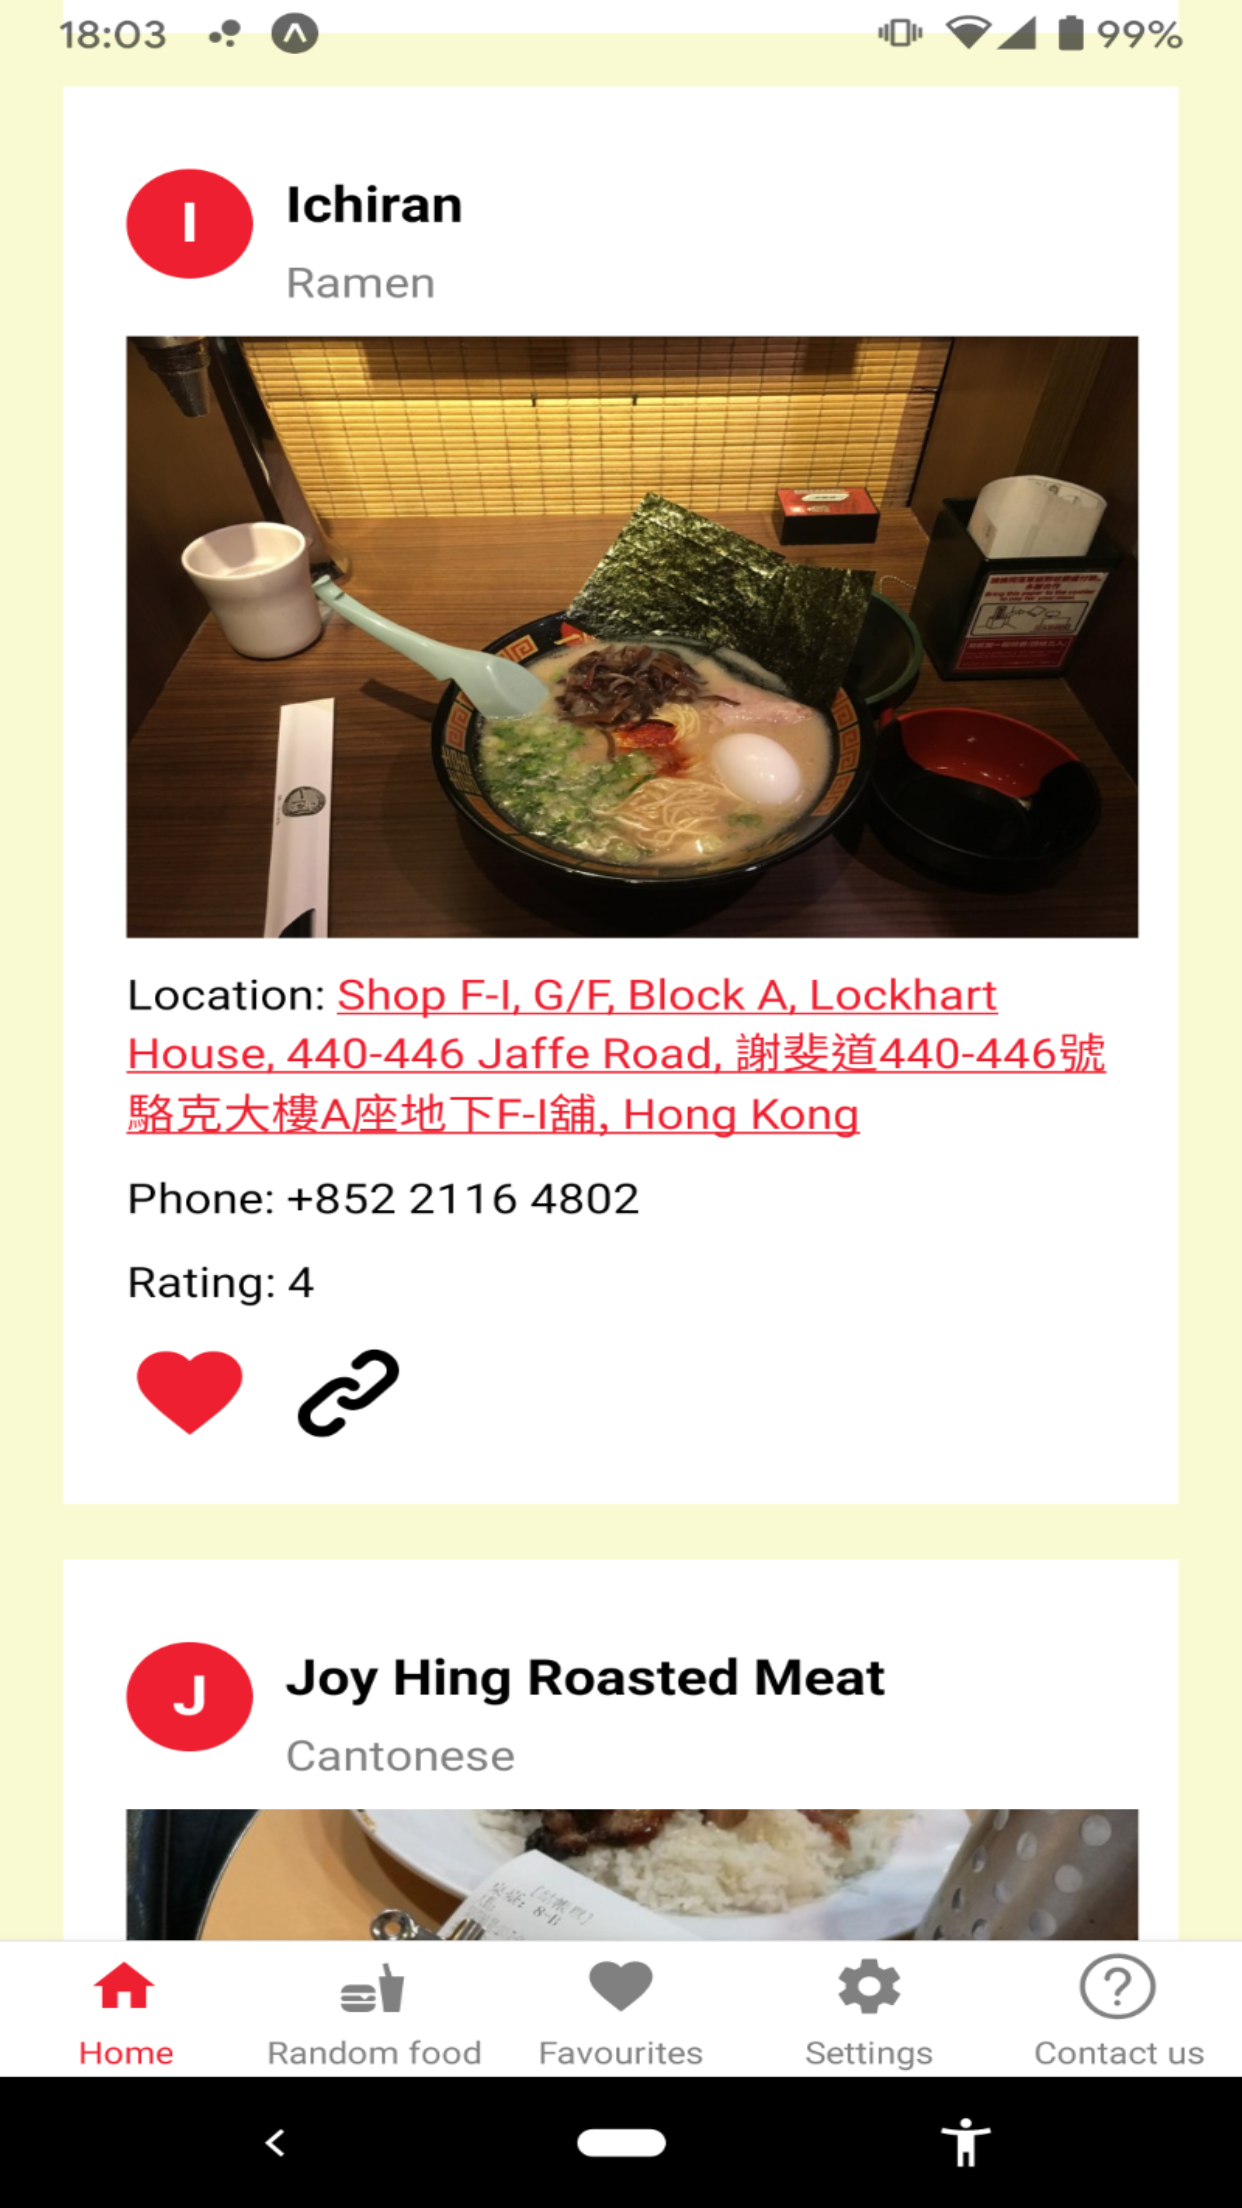 18:03
99%
I
Ichiran
Ramen
Location: Shop F-I, G/F, Block A, Lockhart
House, 440-446 Jaffe Road, 謝斐道440-446號
駱克大樓A座地下F-I舖, Hong Kong
Phone: +852 2116 4802
Rating: 4
J
Joy Hing Roasted Meat
Cantonese
8-B
Home
Random food
Favourites
Settings
Contact us